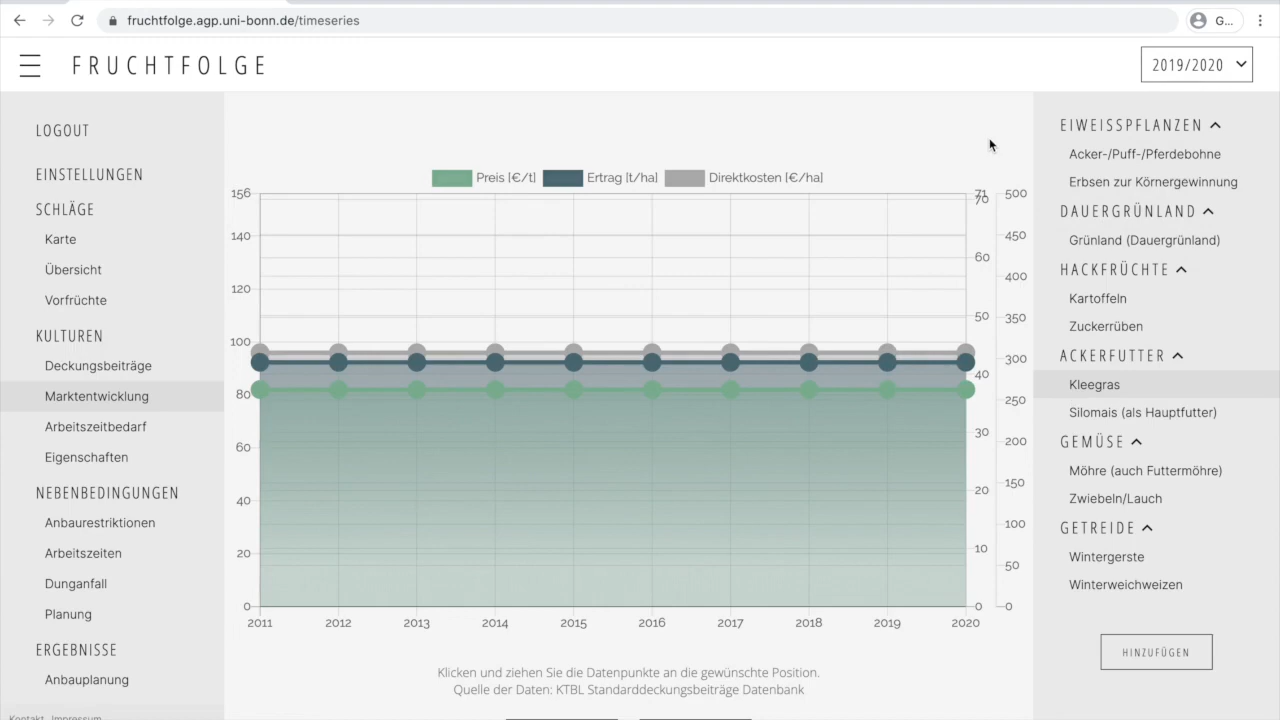 fruchtfolge.agp.uni-bonn.de/timeseries
G...
FRUCHTFOLGE
2019/2020
LOGOUT
EINSTELLUNGEN
SCHLÄGE
Karte
Übersicht
Vorfrüchte
KULTUREN
Deckungsbeiträge
Marktentwicklung
Arbeitszeitbedarf
Eigenschaften
NEBENBEDINGUNGEN
Anbaurestriktionen
Arbeitszeiten
Dunganfall
Planung
ERGEBNISSE
Anbauplanung
Kontakt Impressum
Preis [€/t] Ertrag [t/ha] Direktkosten [€/ha]
156
140
120
100
80
60
40
20
0
71
70
60
50
40
30
20
10
0
500
450
400
350
300
250
200
150
100
50
0
2011 2012 2013 2014 2015 2016 2017 2018 2019 2020
Klicken und ziehen Sie die Datenpunkte an die gewünschte Position.
Quelle der Daten: KTBL Standarddeckungsbeiträge Datenbank
EIWEISSPFLANZEN
Acker-/Puff-/Pferdebohne
Erbsen zur Körnergewinnung
DAUERGRÜNLAND
Grünland (Dauergrünland)
HACKFRÜCHTE
Kartoffeln
Zuckerrüben
ACKERFUTTER
Kleegras
Silomais (als Hauptfutter)
GEMÜSE
Möhre (auch Futtermöhre)
Zwiebeln/Lauch
GETREIDE
Wintergerste
Winterweichweizen
HINZUFÜGEN